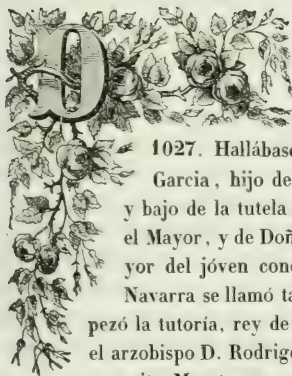 D
1027. Hallábase
Garcia, hijo de
y bajo de la tutela
el Mayor, y de Doñ
yor del jóven cond
Navarra se llamó ta
pezó la tutoría, rey de
el arzobispo D. Rodrigo